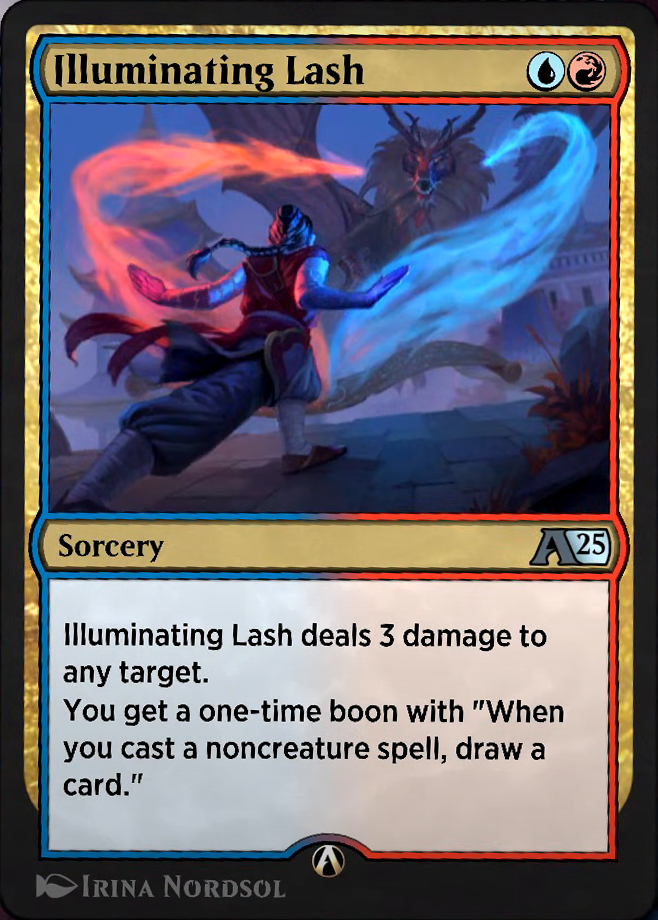 Illuminating Lash
Sorcery
A25
Illuminating Lash deals 3 damage to
any target.
You get a one-time boon with "When
you cast a noncreature spell, draw a
card."
Irina Nordsol